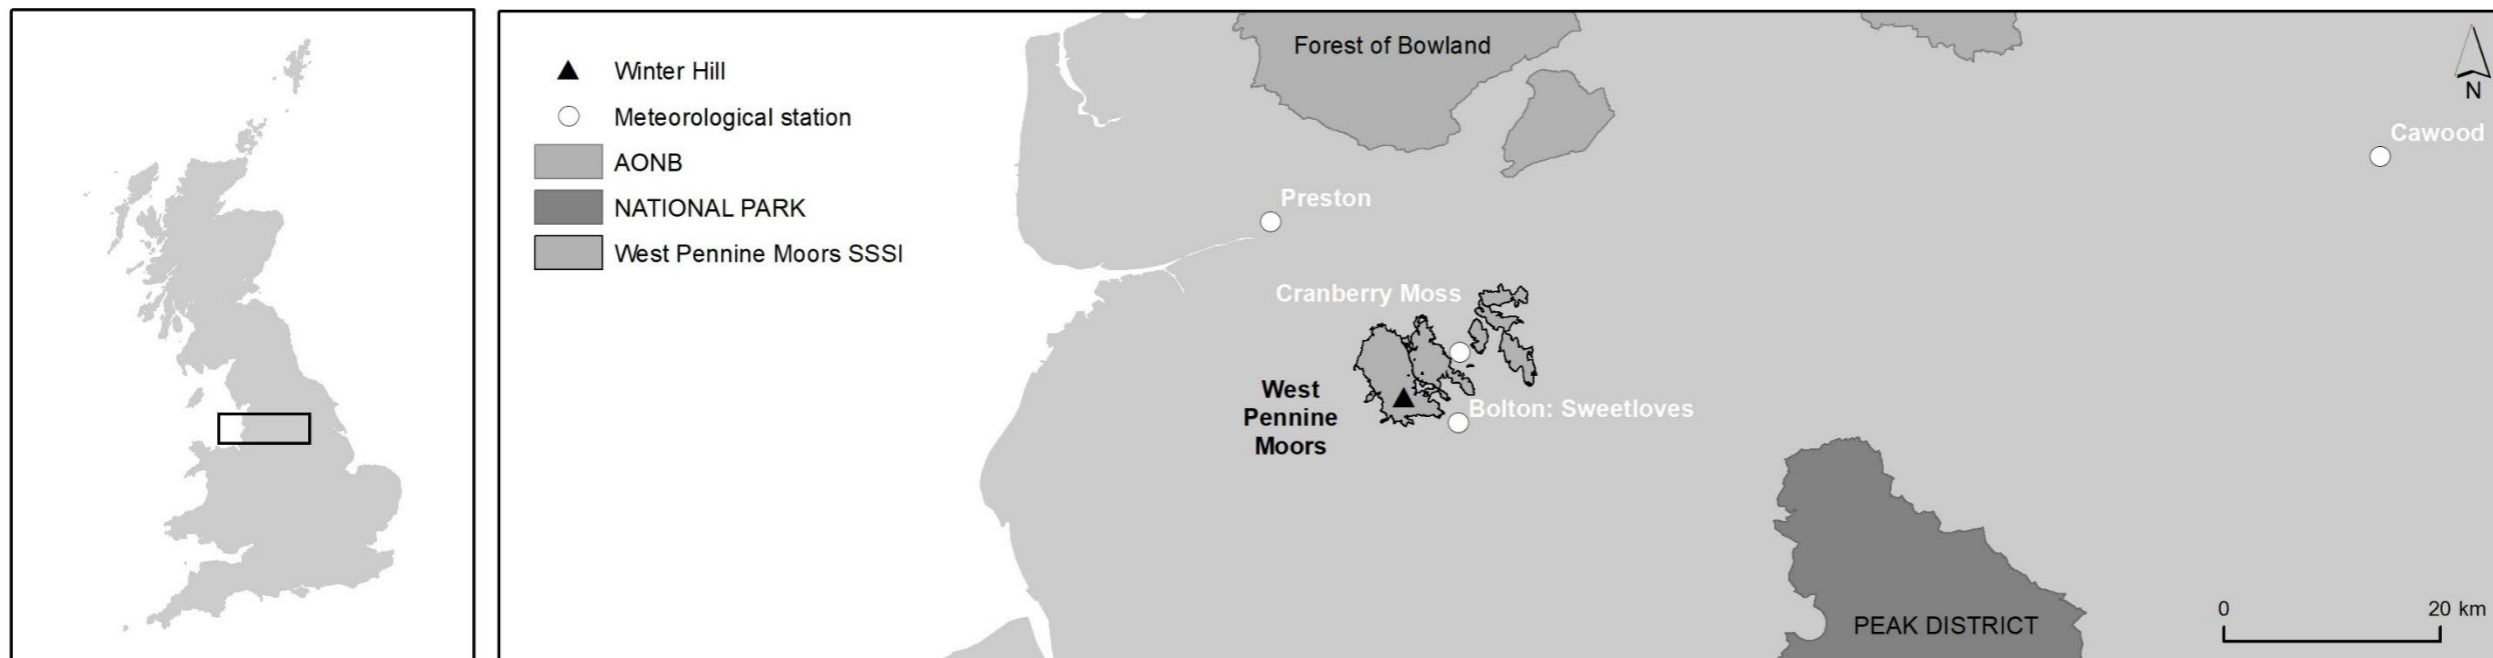 Winter Hill
Meteorological station
AONB
NATIONAL PARK
West Pennine Moors SSSI
Forest of Bowland
N
Cawood
Preston
Cranberry Moss
West
Pennine
Moors
Bolton: Sweetloves
PEAK DISTRICT
0 20 km